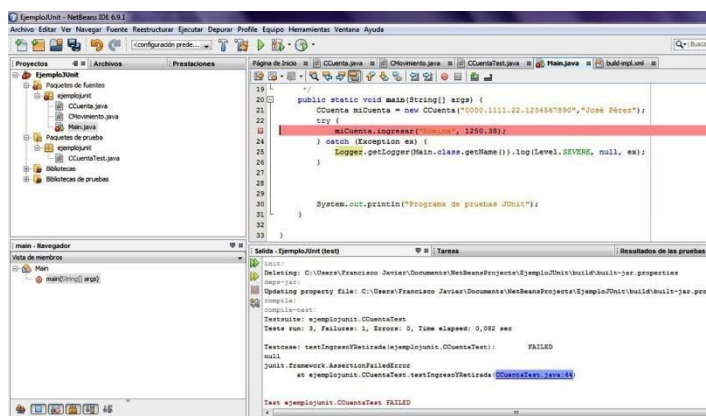 EjemploJUnit - NetBeans IDE 6.9.1
Archivo Editar Ver Navegar Fuente Reestructurar Ejecutar Depurar Profile Equipo Herramientas Ventana Ayuda
<configuración prede...
Proyectos Archivos Prestaciones
EjemploJUnit
Paquetes de fuentes
ejemplojunit
CCuenta.java
CMovimiento.java
Main.java
Paquetes de prueba
ejemplojunit
CCuentaTest.java
Bibliotecas
Bibliotecas de pruebas
main - Navegador
Vista de miembros
Main
main(String[] args)
Página de Inicio CCuenta.java CMovimiento.java CCuentaTest.java Main.java build-impl.xml
19 */
20 public static void main(String[] args) {
21 CCuenta miCuenta = new CCuenta("0000.1111.22.1234567890","José Pérez");
22 try {
miCuenta.ingresar("Nómina", 1250.38);
24 } catch (Exception ex) {
25 Logger.getLogger(Main.class.getName()).log(Level.SEVERE, null, ex);
26 }
27
28
29
30 System.out.println("Programa de pruebas JUnit");
31 }
32
33 }
Salida - EjemploJUnit (test) Tareas Resultados de las pruebas
init:
Deleting: C:\Users\Francisco Javier\Documents\NetBeansProjects\EjemploJUnit\build\built-jar.properties
deps-jar:
Updating property file: C:\Users\Francisco Javier\Documents\NetBeansProjects\EjemploJUnit\build\built-jar.pro
compile:
compile-test:
Testsuite: ejemplojunit.CCuentaTest
Tests run: 3, Failures: 1, Errors: 0, Time elapsed: 0,082 sec
Testcase: testIngresoYRetirada(ejemplojunit.CCuentaTest): FAILED
null
junit.framework.AssertionFailedError
at ejemplojunit.CCuentaTest.testIngresoYRetirada(CCuentaTest.java:64)
Test ejemplojunit.CCuentaTest FAILED